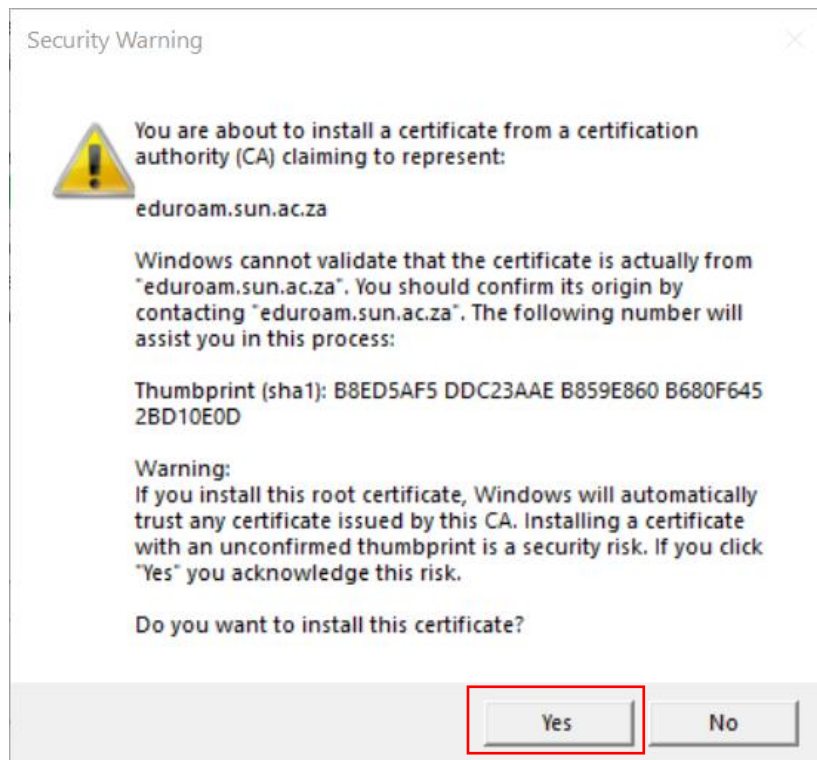 Security Warning
You are about to install a certificate from a certification
authority (CA) claiming to represent:
eduroam.sun.ac.za
Windows cannot validate that the certificate is actually from
"eduroam.sun.ac.za". You should confirm its origin by
contacting "eduroam.sun.ac.za". The following number will
assist you in this process:
Thumbprint (sha1): B8ED5AF5 DDC23AAE B859E860 B680F645
2BD10E0D
Warning:
If you install this root certificate, Windows will automatically
trust any certificate issued by this CA. Installing a certificate
with an unconfirmed thumbprint is a security risk. If you click
"Yes" you acknowledge this risk.
Do you want to install this certificate?
Yes No